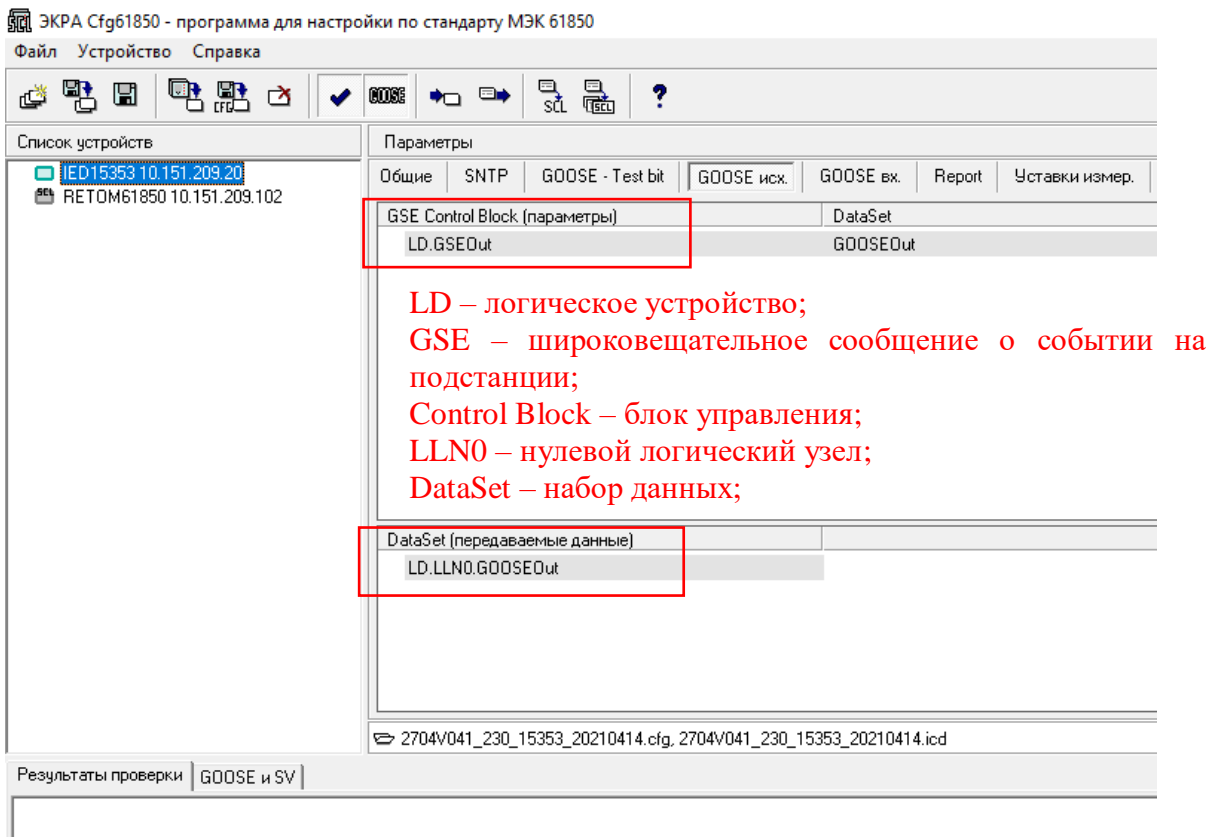 ЭКРА Cfg61850 - программа для настройки по стандарту МЭК 61850
Файл Устройство Справка
CFG GOOSE SCL SCL ?
Список устройств
Параметры
IED15353 10.151.209.20
RETOM61850 10.151.209.102
Общие SNTP GOOSE - Test bit GOOSE исх. GOOSE вх. Report Уставки измер.
GSE Control Block (параметры) DataSet
LD.GSEOut GOOSEOut
LD – логическое устройство;
GSE – широковещательное сообщение о событии на
подстанции;
Control Block – блок управления;
LLN0 – нулевой логический узел;
DataSet – набор данных;
DataSet (передаваемые данные)
LD.LLN0.GOOSEOut
2704V041_230_15353_20210414.cfg, 2704V041_230_15353_20210414.icd
Результаты проверки GOOSE и SV